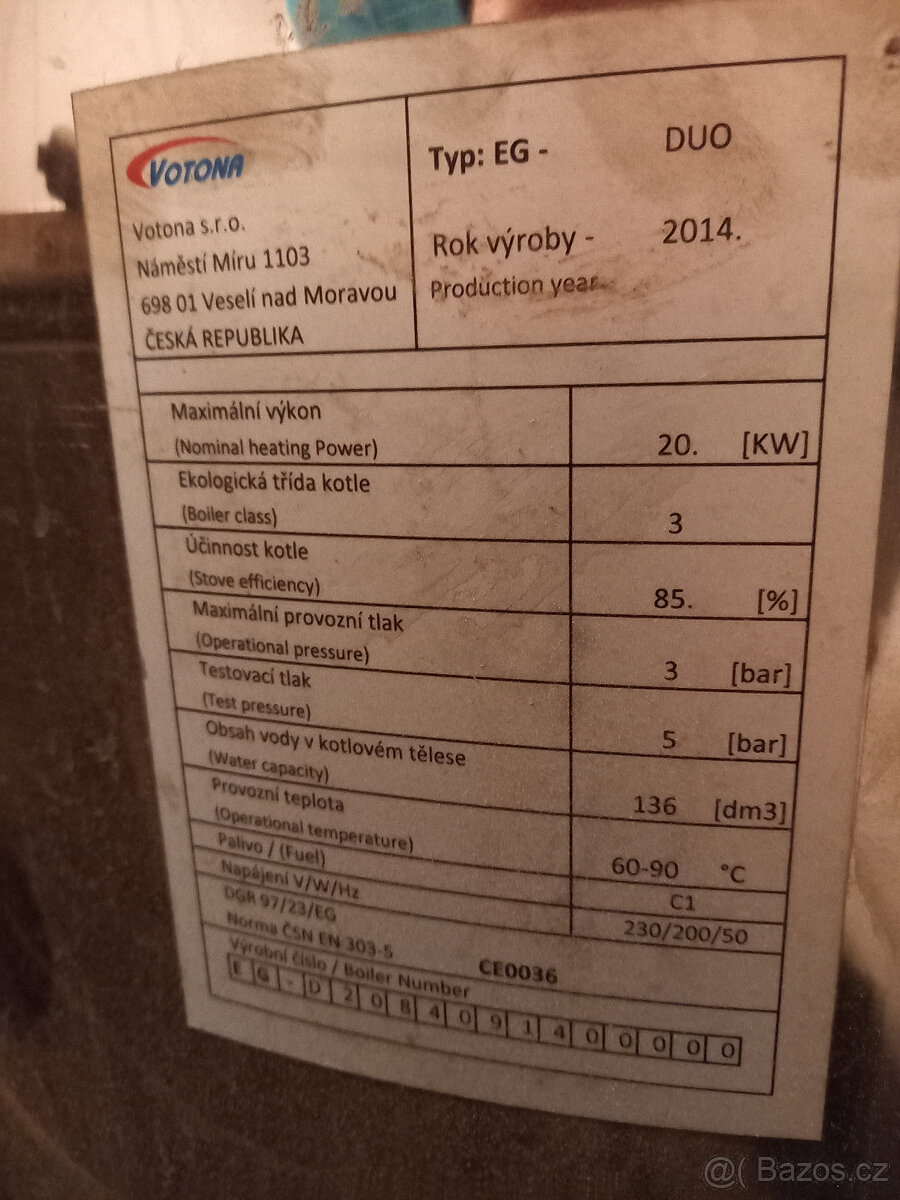 VOTONA
Votona s.r.o.
Náměstí Míru 1103
698 01 Veselí nad Moravou
ČESKÁ REPUBLIKA
Typ: EG - DUO
Rok výroby - 2014.
Production year
Maximální výkon
(Nominal heating Power) 20. [KW]
Ekologická třída kotle
(Boiler class) 3
Účinnost kotle
(Stove efficiency) 85. [%]
Maximální provozní tlak
(Operational pressure) 3 [bar]
Testovací tlak
(Test pressure) 5 [bar]
Obsah vody v kotlovém tělese
(Water capacity) 136 [dm3]
Provozní teplota
(Operational temperature) 60-90 °C
Palivo / (Fuel) C1
Napájení V/W/Hz 230/200/50
DGR 97/23/EG
Norma ČSN EN 303-5 CE0036
Výrobní číslo / Boiler Number
E G - D 2 0 8 4 0 9 1 4 0 0 0 0 0
@( Bazos.cz